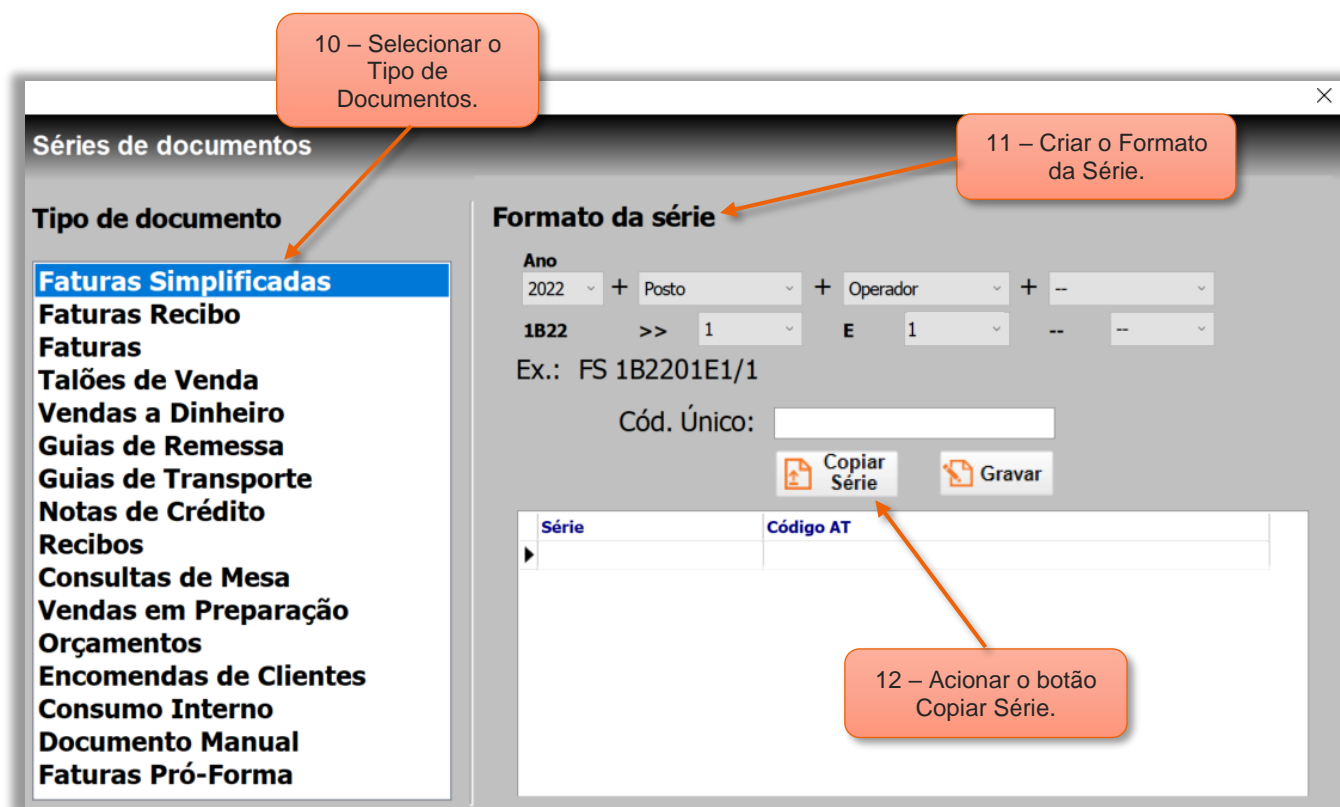 10 – Selecionar o
Tipo de
Documentos.
Séries de documentos
11 – Criar o Formato
da Série.
Tipo de documento
Faturas Simplificadas
Faturas Recibo
Faturas
Talões de Venda
Vendas a Dinheiro
Guias de Remessa
Guias de Transporte
Notas de Crédito
Recibos
Consultas de Mesa
Vendas em Preparação
Orçamentos
Encomendas de Clientes
Consumo Interno
Documento Manual
Faturas Pró-Forma
Formato da série
Ano
2022 + Posto + Operador + --
1B22 >> 1 E 1 -- --
Ex.: FS 1B2201E1/1
Cód. Único:
Copiar
Série
Gravar
Série Código AT
12 – Acionar o botão
Copiar Série.